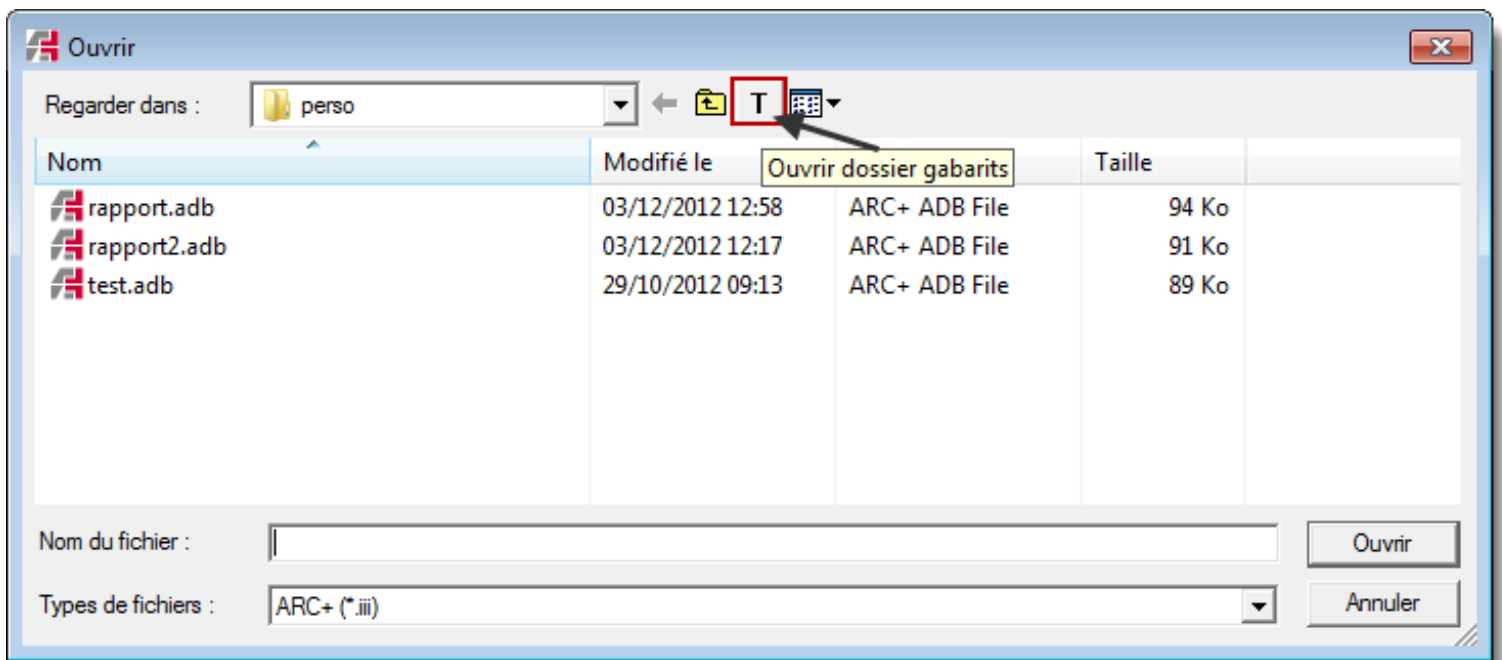 Ouvrir
Regarder dans : perso T
Nom Modifié le Taille
Ouvrir dossier gabarits
rapport.adb 03/12/2012 12:58 ARC+ ADB File 94 Ko
rapport2.adb 03/12/2012 12:17 ARC+ ADB File 91 Ko
test.adb 29/10/2012 09:13 ARC+ ADB File 89 Ko
Nom du fichier : Ouvrir
Types de fichiers : ARC+ (*.iii) Annuler